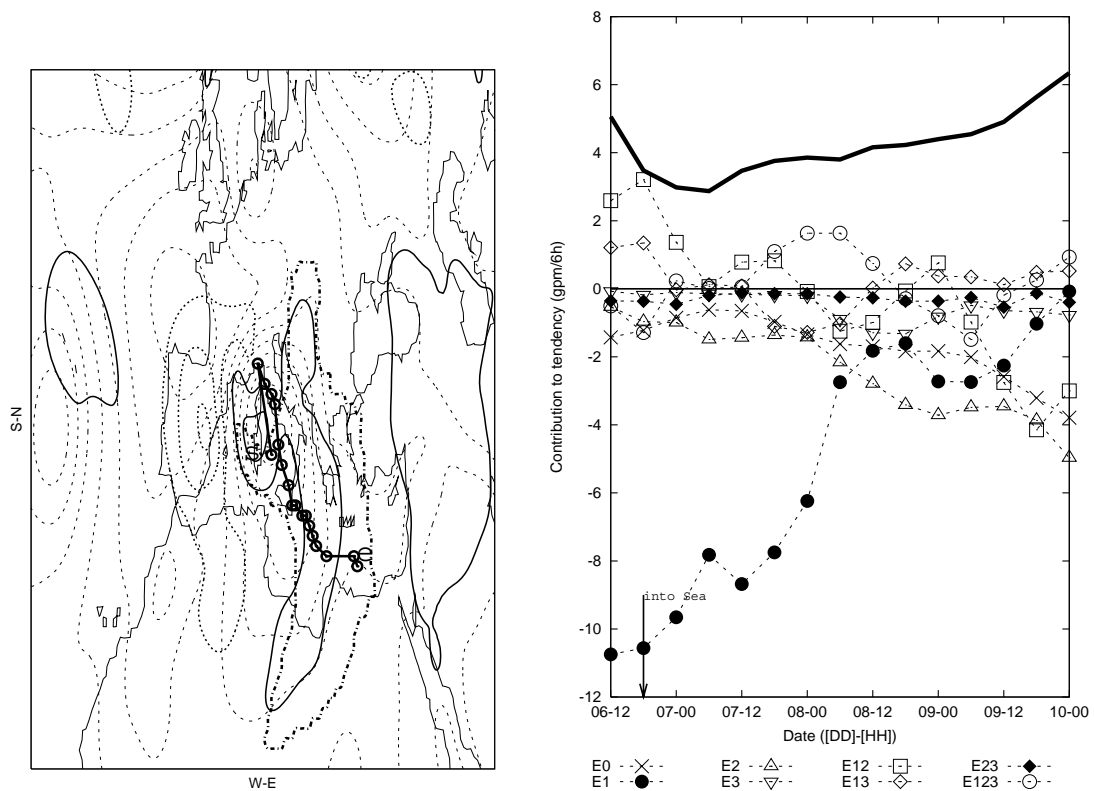 S-N
W-E
Contribution to tendency (gpm/6h)
8
6
4
2
0
-2
-4
-6
-8
-10
-12
into Sea
06-12 07-00 07-12 08-00 08-12 09-00 09-12 10-00
Date ([DD]-[HH])
E0 E2 E12 E23
E1 E3 E13 E123